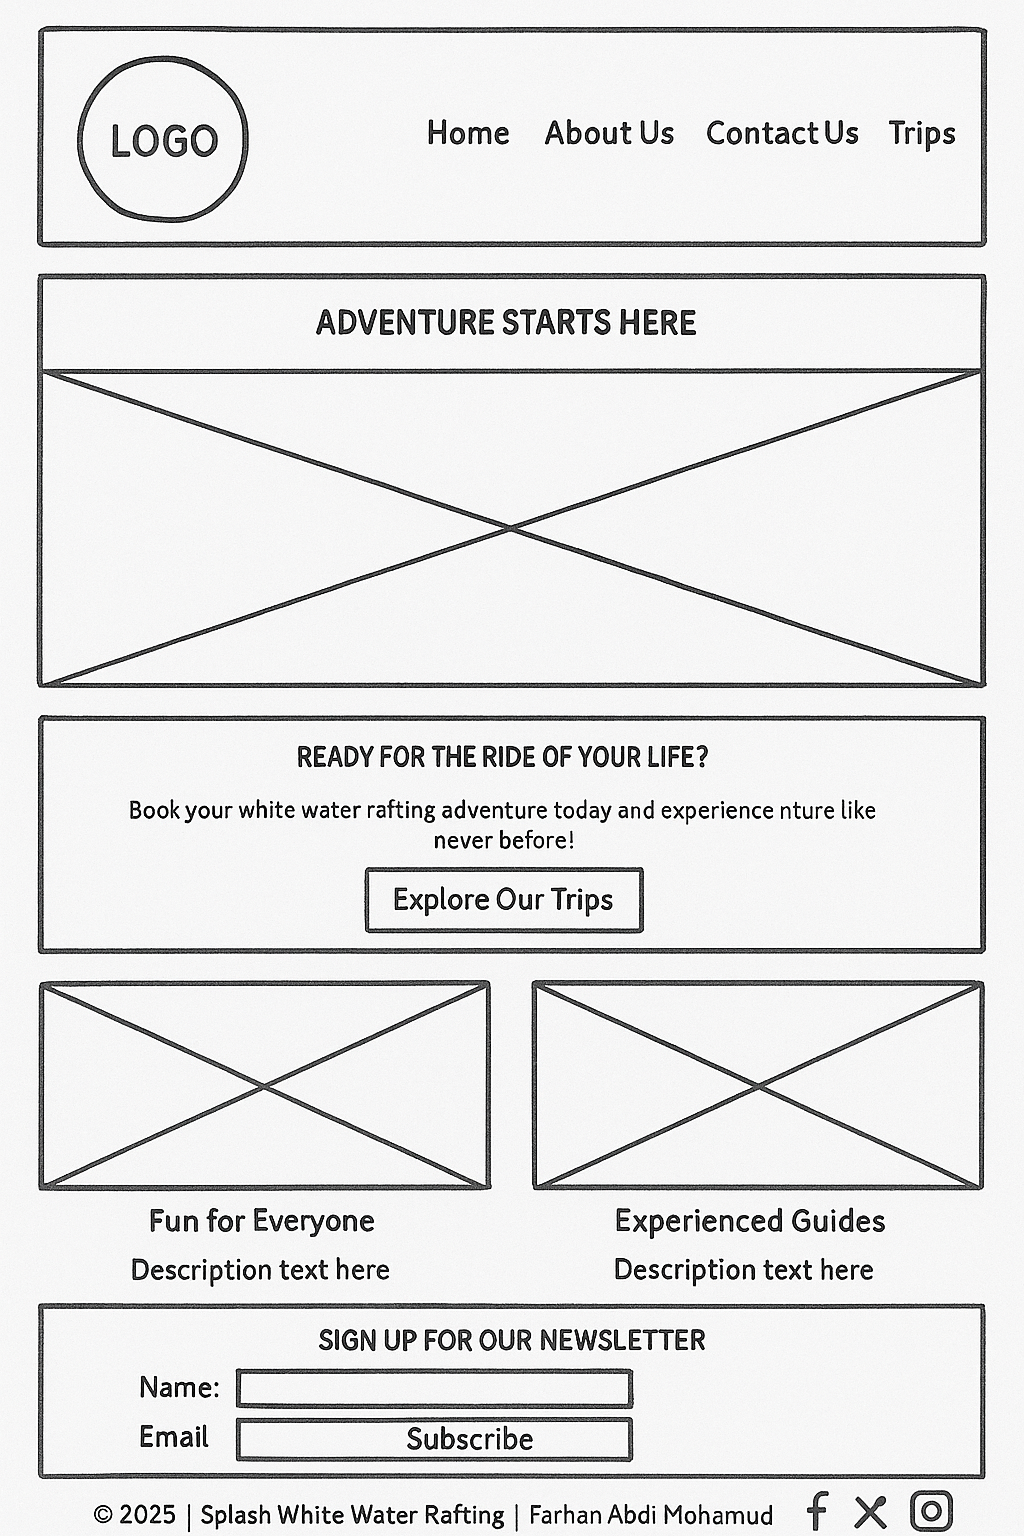 LOGO
Home About Us Contact Us Trips
ADVENTURE STARTS HERE
READY FOR THE RIDE OF YOUR LIFE?
Book your white water rafting adventure today and experience nture like
never before!
Explore Our Trips
Fun for Everyone
Description text here
Experienced Guides
Description text here
SIGN UP FOR OUR NEWSLETTER
Name:
Email
Subscribe
© 2025 | Splash White Water Rafting | Farhan Abdi Mohamud